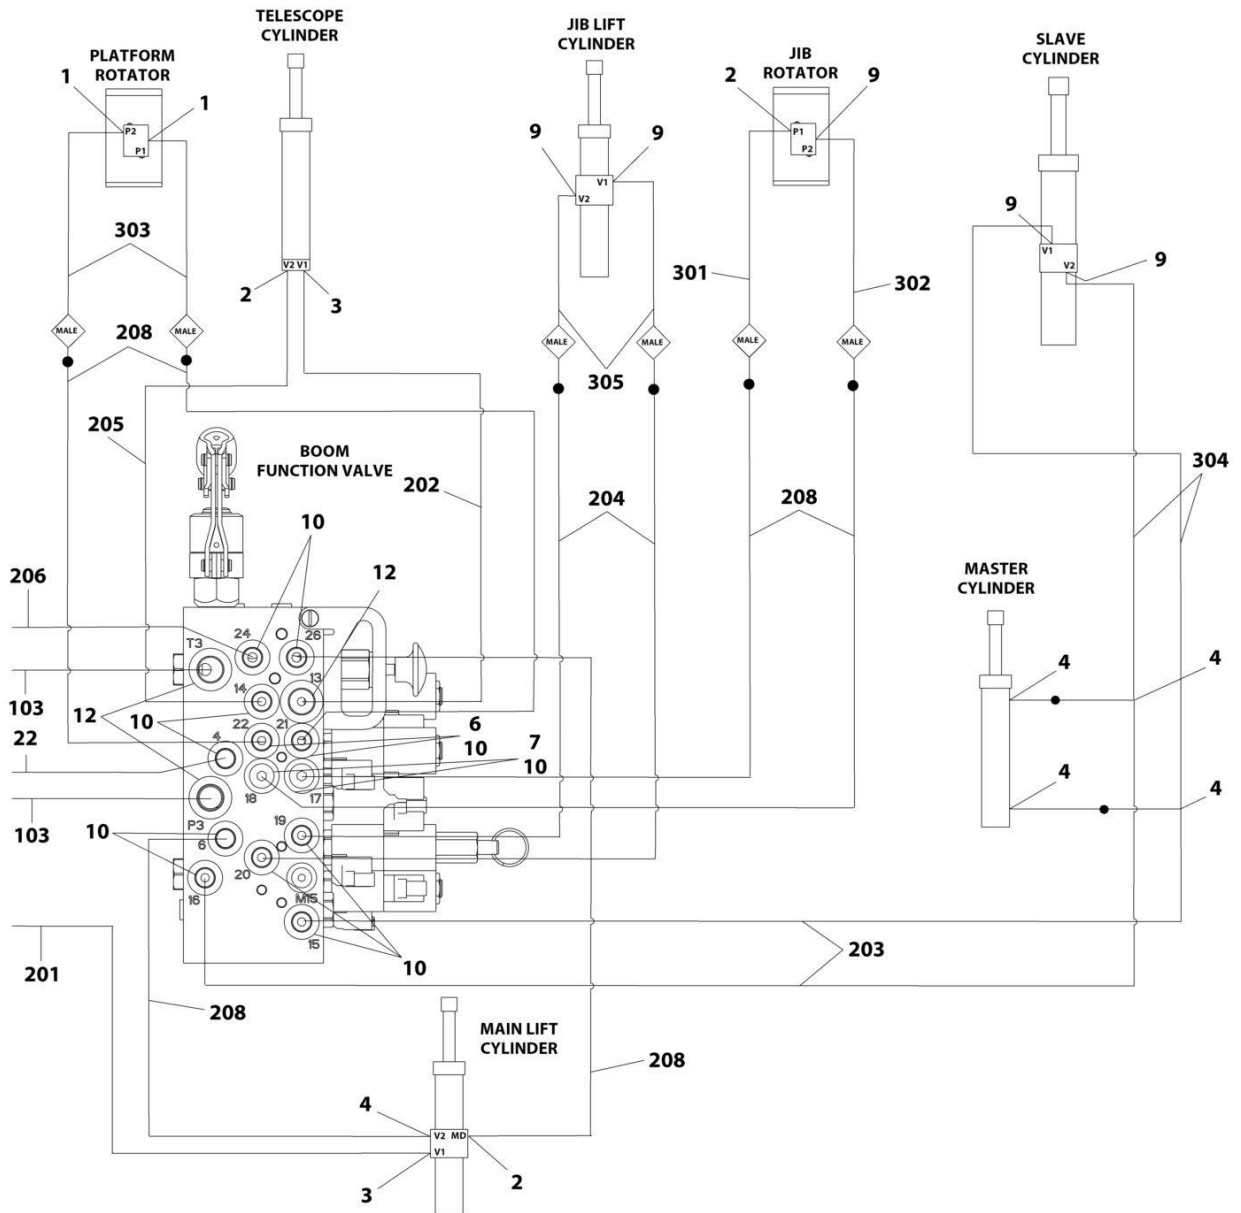 TELESCOPE
CYLINDER
JIB LIFT
CYLINDER
SLAVE
CYLINDER
PLATFORM
ROTATOR
JIB
ROTATOR
1
1
2
9
P2
P1
P1
P2
9
9
V1
V2
9
V1
V2
9
303
V2 V1
2
3
301
302
MALE
MALE
MALE
MALE
MALE
MALE
208
305
205
BOOM
FUNCTION VALVE
202
204
208
304
10
12
206
MASTER
CYLINDER
T3
24
26
13
4
4
103
12
10
14
22
21
6
10
7
10
22
4
18
17
4
4
103
10
P3
6
19
20
16
M15
15
10
201
203
208
MAIN LIFT
CYLINDER
208
4
V2 MD
V1
3
2